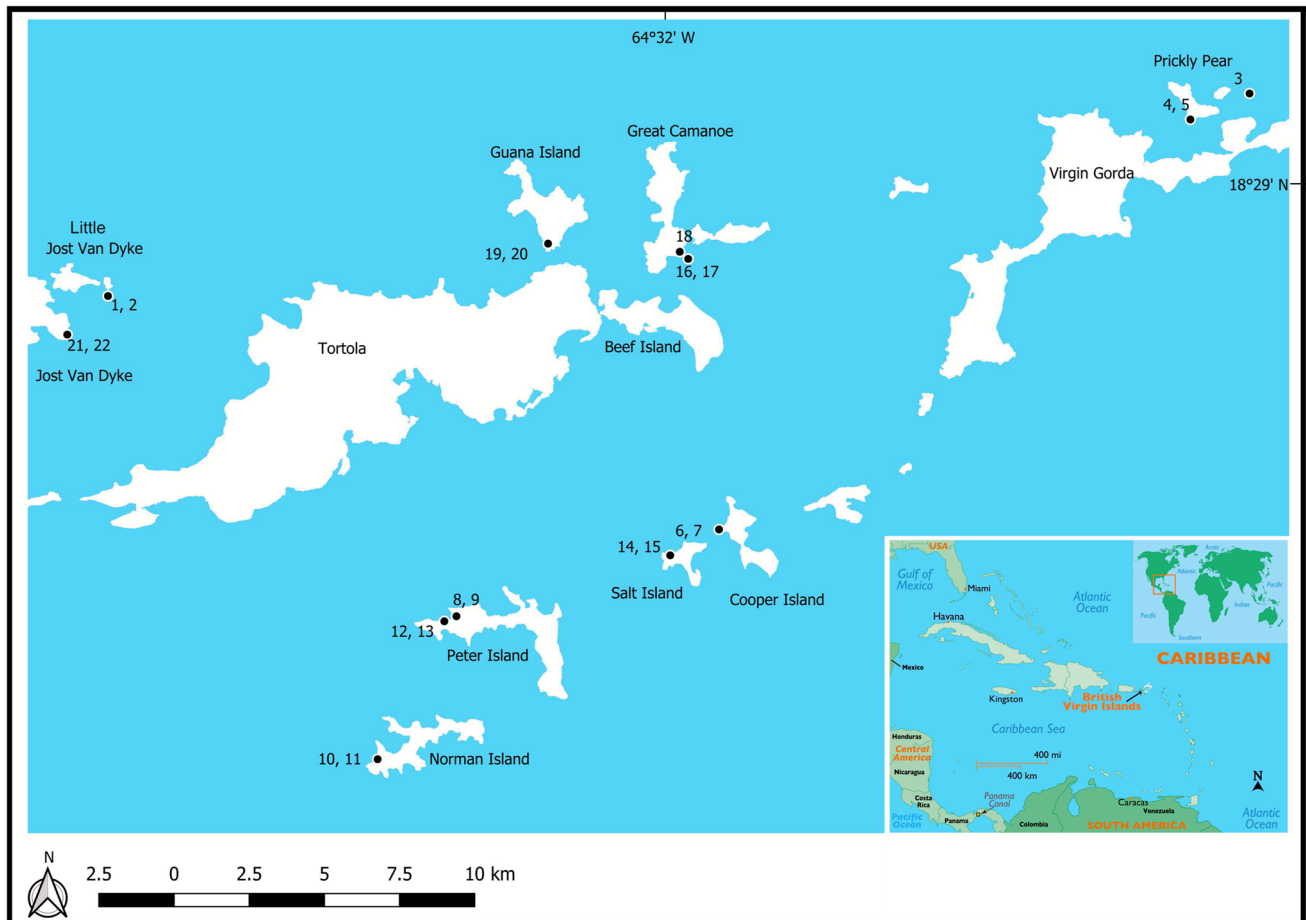 64°32' W
Prickly Pear
3
4, 5
Great Camanoe
Guana Island
Virgin Gorda
18°29' N
Little
Jost Van Dyke
18
19, 20
16, 17
1, 2
21, 22
Tortola
Beef Island
Jost Van Dyke
6, 7
14, 15
Salt Island
Cooper Island
8, 9
12, 13
Peter Island
10, 11
Norman Island
USA
Gulf of
Mexico
Miami
Atlantic
Ocean
Havana
Mexico
Kingston
British
Virgin Islands
Caribbean Sea
Honduras
Central
America
Nicaragua
400 mi
400 km
Costa
Rica
Panama
Canal
Pacific
Ocean
Panama
Colombia
Caracas
Venezuela
SOUTH AMERICA
N
Atlantic
Ocean
Arctic
Atlantic
Pacific
Indian
Pacific
Southern
CARIBBEAN
N
2.5 0 2.5 5 7.5 10 km